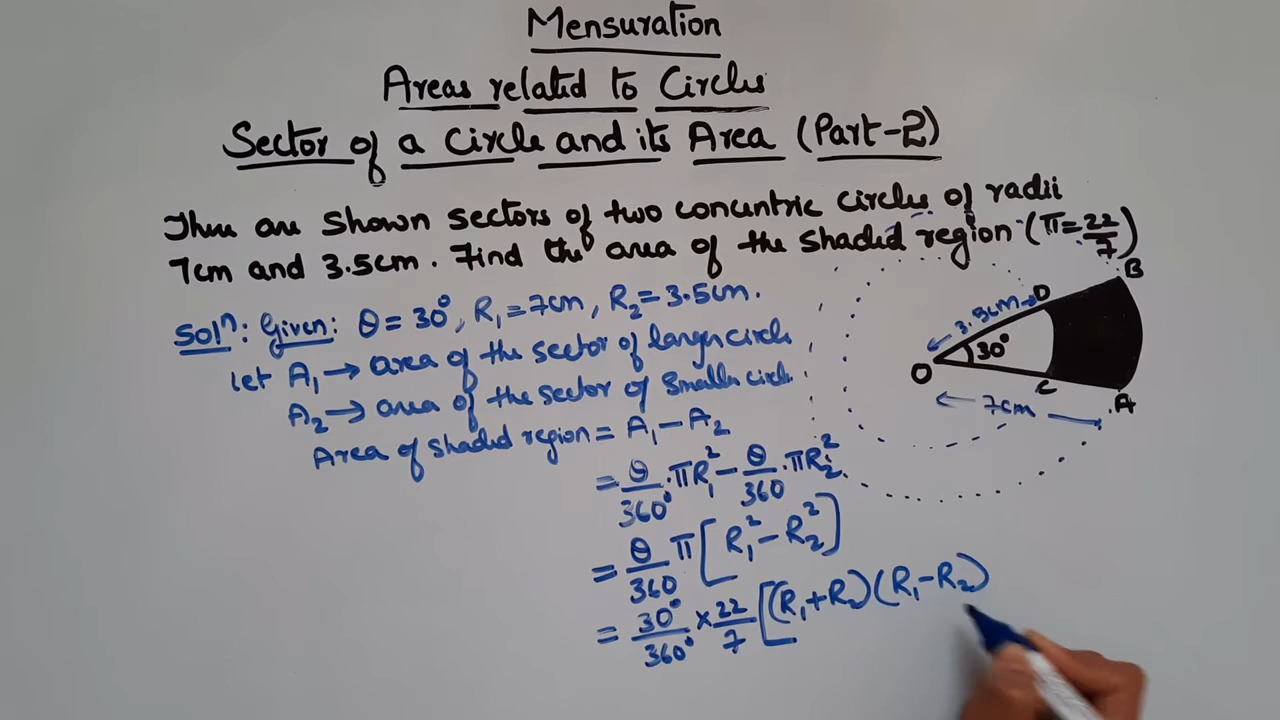 Mensuration
Areas related to Circles
Sector of a Circle and its Area (Part-2)
There are shown sectors of two concentric circles of radii
7cm and 3.5cm. Find the area of the shaded region (π=22/7)
Solⁿ: Given: θ = 30°, R₁=7cm, R₂=3.5cm.
let A₁→ area of the sector of larger circle
A₂→ area of the sector of smaller circle
Area of shaded region = A₁-A₂
= θ/360° · πR₁² - θ/360 · πR₂²
= θ/360 π[R₁² - R₂²]
= 30°/360° × 22/7 [(R₁+R₂)(R₁-R₂)
B
D
3.5cm
30°
O
C
7cm
A